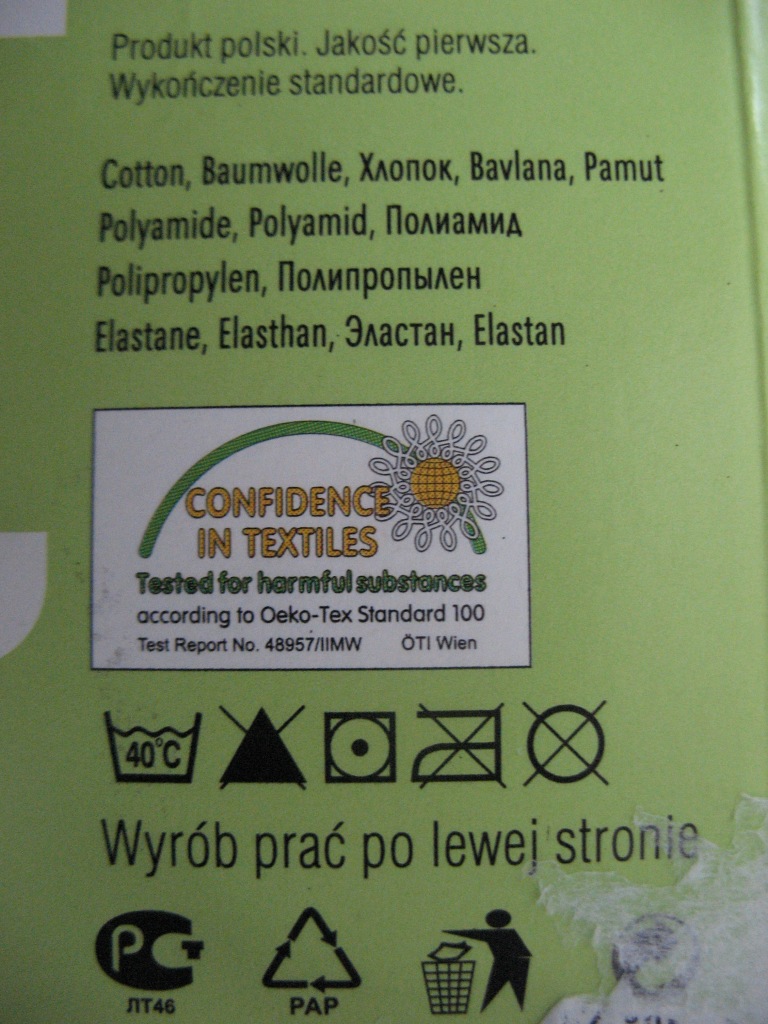 Produkt polski. Jakość pierwsza.
Wykończenie standardowe.
Cotton, Baumwolle, Хлопок, Bavlana, Pamut
Polyamide, Polyamid, Полиамид
Polipropylen, Полипропылен
Elastane, Elasthan, Эластан, Elastan
CONFIDENCE
IN TEXTILES
Tested for harmful substances
according to Oeko-Tex Standard 100
Test Report No. 48957/IIMW ÖTI Wien
40°C
Wyrób prać po lewej stronie
РСТ
ЛТ46
PAP